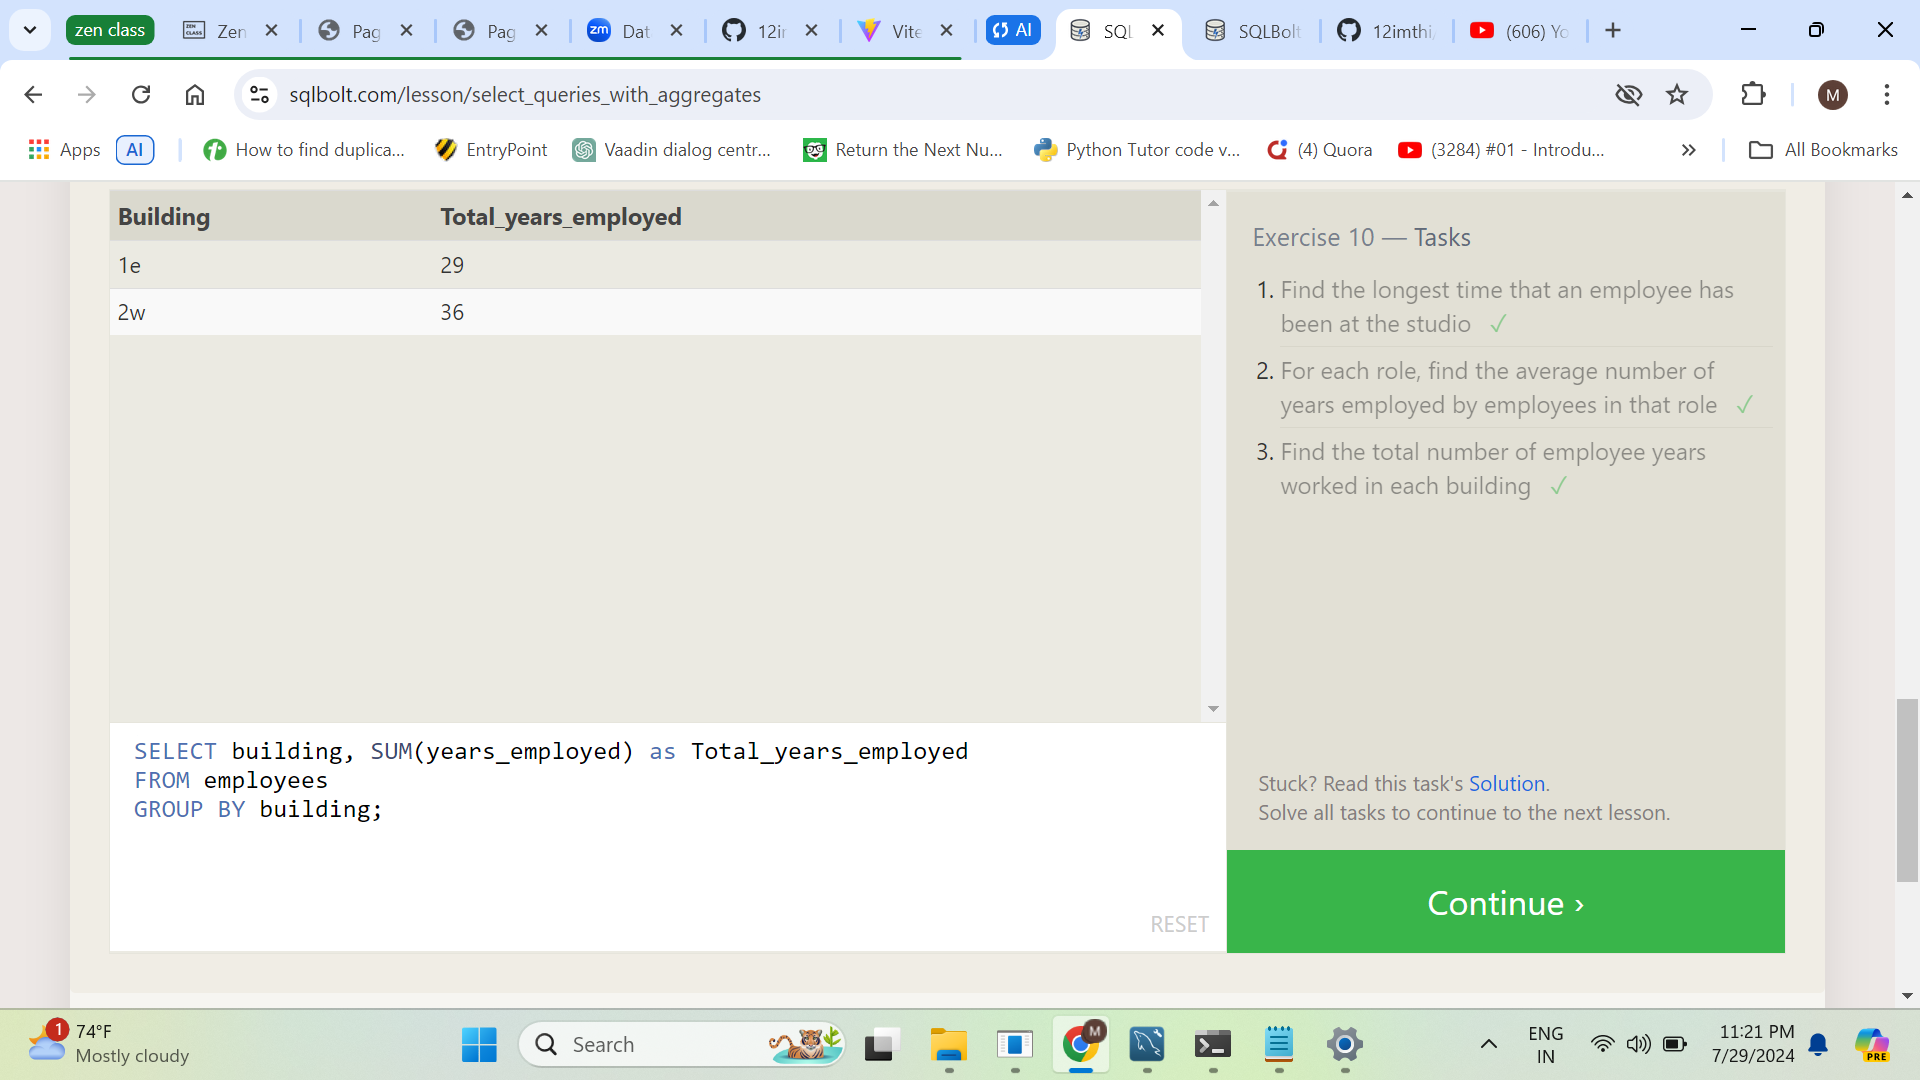 zen class
Zen
Pag
Pag
zm
Dat
12i
Vite
AI
SQL
SQLBolt
12imthi
(606) Yo
sqlbolt.com/lesson/select_queries_with_aggregates
M
Apps
AI
How to find duplica...
EntryPoint
Vaadin dialog centr...
Return the Next Nu...
Python Tutor code v...
(4) Quora
(3284) #01 - Introdu...
All Bookmarks
Building Total_years_employed
1e 29
2w 36
SELECT building, SUM(years_employed) as Total_years_employed
FROM employees
GROUP BY building;
RESET
Exercise 10 — Tasks
1. Find the longest time that an employee has
been at the studio ✓
2. For each role, find the average number of
years employed by employees in that role ✓
3. Find the total number of employee years
worked in each building ✓
Stuck? Read this task's Solution.
Solve all tasks to continue to the next lesson.
Continue ›
1
74°F
Mostly cloudy
Search
M
ENG
IN
11:21 PM
7/29/2024
PRE